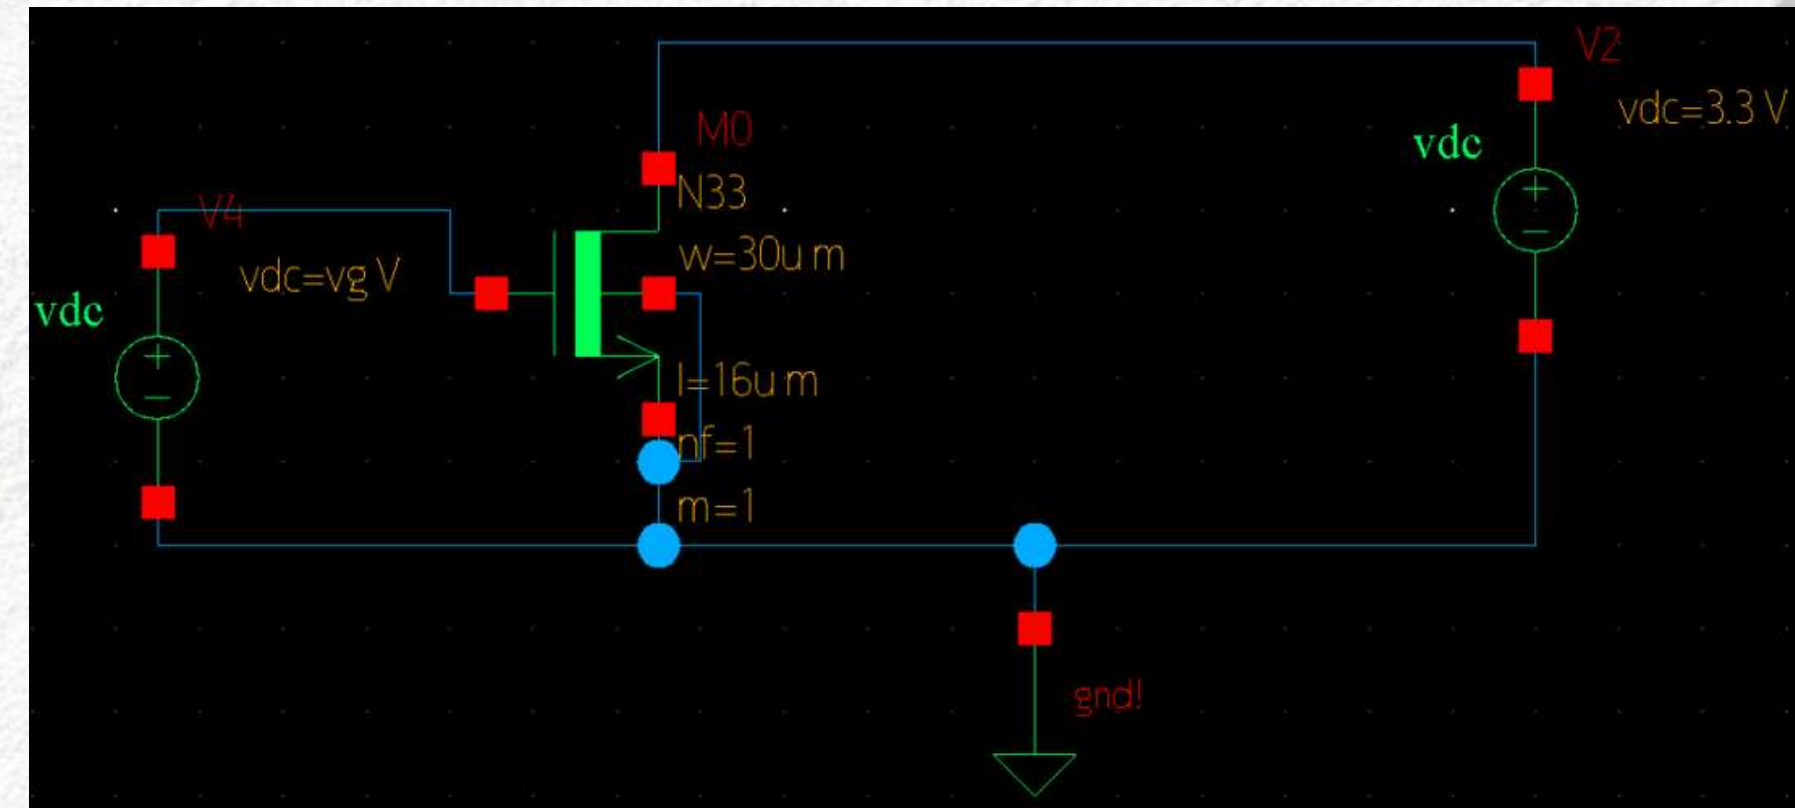 V2
vdc=3.3 V
vdc
M0
N33
V4
w=30u m
vdc=vg V
vdc
l=16u m
nf=1
m=1
gnd!